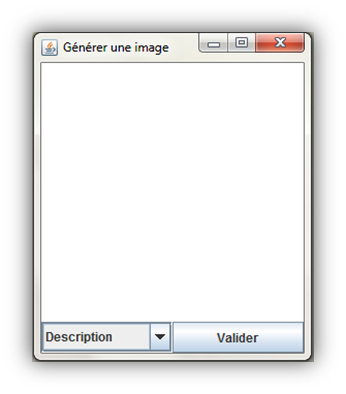 Générer une image
Description
Valider